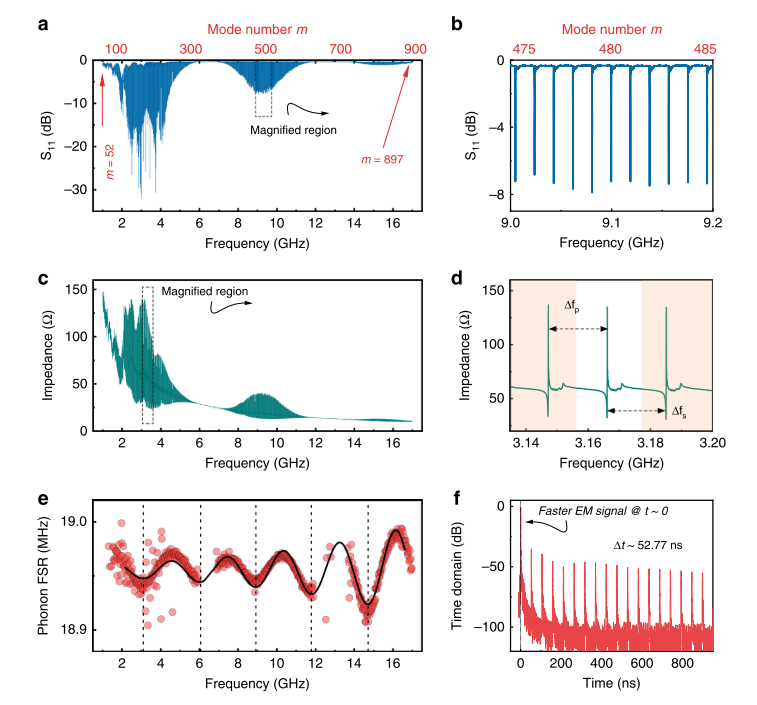 a
Mode number m
100 300 500 700 900
0
−10
−20
−30
S11 (dB)
m = 52
Magnified region
m = 897
2 4 6 8 10 12 14 16
Frequency (GHz)
b
475 480 485
0
−4
−8
S11 (dB)
9.0 9.1 9.2
Frequency (GHz)
c
Magnified region
150
100
50
0
Impedance (Ω)
2 4 6 8 10 12 14 16
Frequency (GHz)
d
150
100
50
Impedance (Ω)
Δfp
Δfs
3.14 3.16 3.18 3.20
Frequency (GHz)
e
19.0
18.9
Phonon FSR (MHz)
2 4 6 8 10 12 14 16
Frequency (GHz)
f
0
−50
−100
Time domain (dB)
Faster EM signal @ t ~ 0
Δt ~ 52.77 ns
0 200 400 600 800
Time (ns)